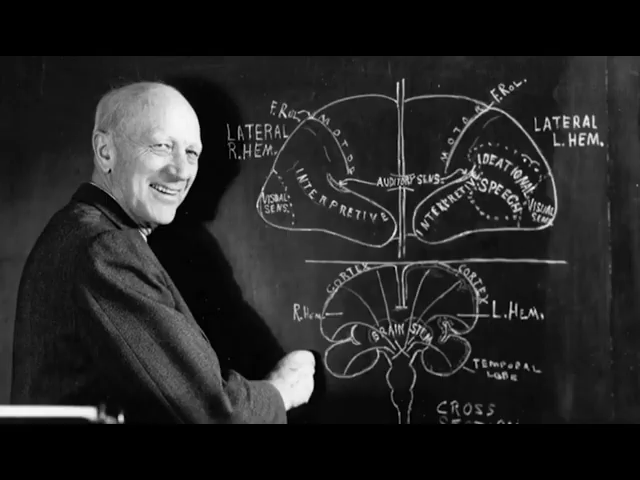 F. ROL.
LATERAL
R. HEM.
MOTOR
VISUAL
SENS.
INTERPRETIVE
AUDITORY SENS.
F. ROL.
LATERAL
L. HEM.
MOTOR
IDEATIONAL
SPEECH
INTERPRETIVE
VISUAL
SENS.
CORTEX
CORTEX
R. HEM.
L. HEM.
BRAIN STEM
TEMPORAL
LOBE
CROSS
SECTION